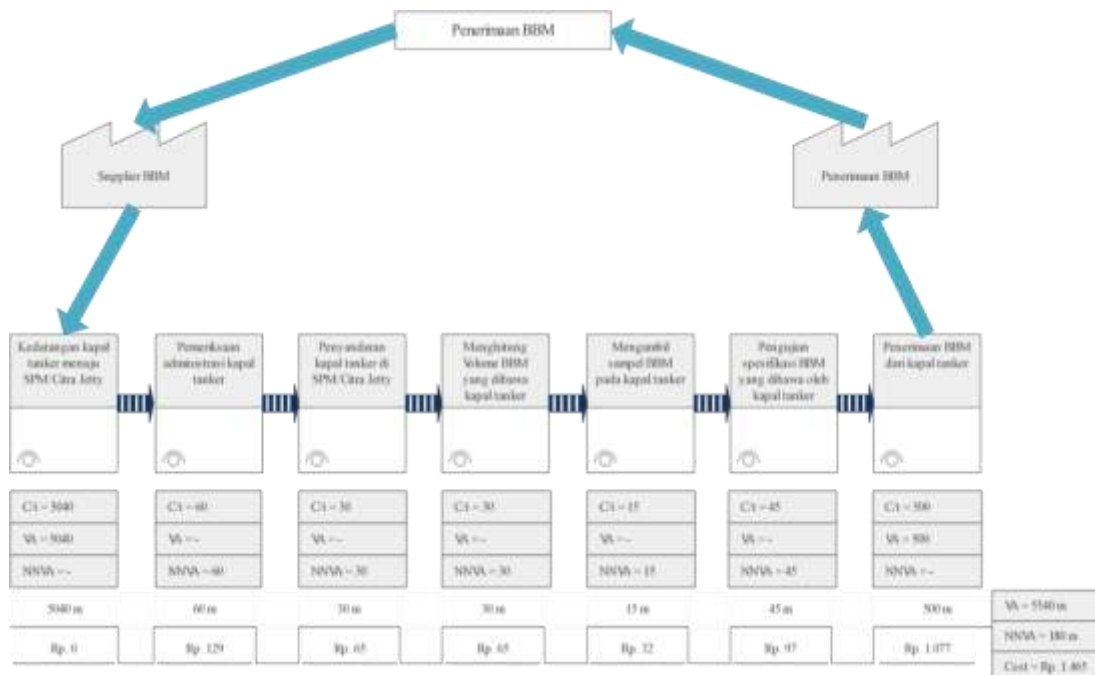 Penerimaan BBM
Supplier BBM
Penerimaan BBM
Kedatangan kapal
tanker menuju
SPM/Citra Jetty
Pemeriksaan
administrasi kapal
tanker
Penyandaran
kapal tanker di
SPM/Citra Jetty
Menghitung
Volume BBM
yang dibawa
kapal tanker
Mengambil
sampel BBM
pada kapal tanker
Pengujian
spesifikasi BBM
yang dibawa oleh
kapal tanker
Penerimaan BBM
dari kapal tanker
C/t = 5040
VA = 5040
NNVA = -
C/t = 60
VA = -
NNVA = 60
C/t = 30
VA = -
NNVA = 30
C/t = 30
VA = -
NNVA = 30
C/t = 15
VA = -
NNVA = 15
C/t = 45
VA = -
NNVA = 45
C/t = 500
VA = 500
NNVA = -
5040 m
60 m
30 m
30 m
15 m
45 m
500 m
Rp. 0
Rp. 129
Rp. 65
Rp. 65
Rp. 32
Rp. 97
Rp. 1.077
VA = 5540 m
NNVA = 180 m
Cost = Rp. 1.465